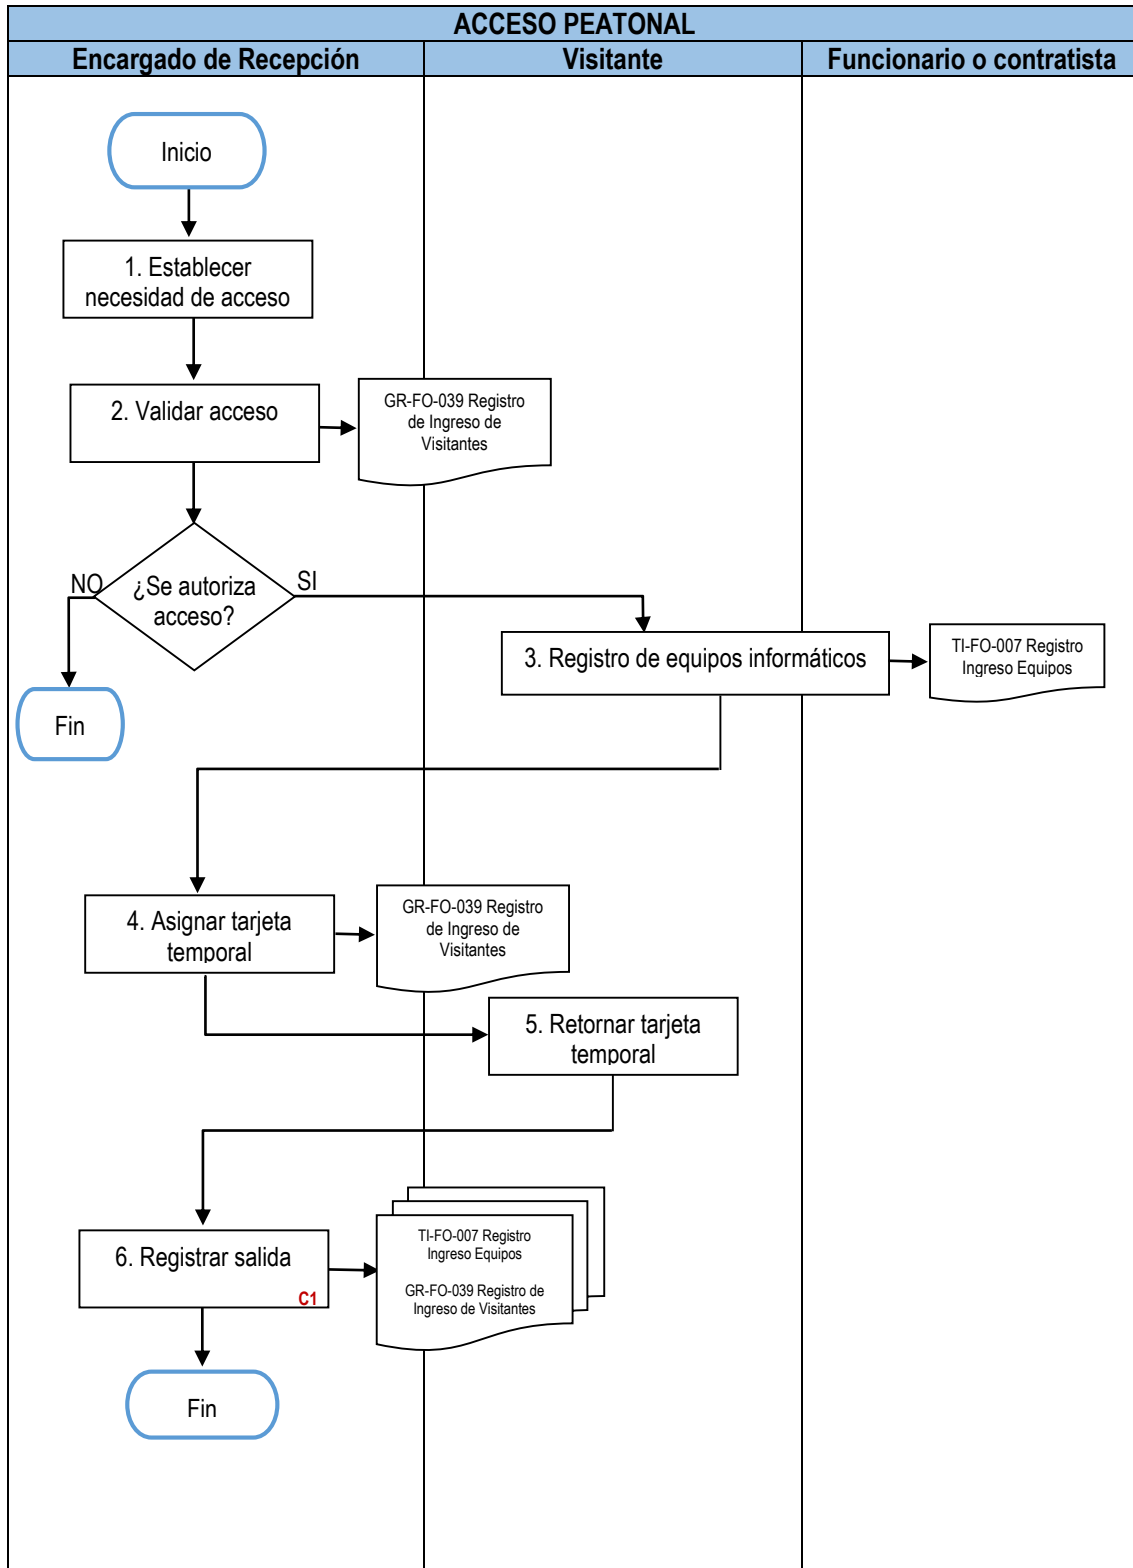 ACCESO PEATONAL
Encargado de Recepción
Visitante
Funcionario o contratista
Inicio
1. Establecer
necesidad de acceso
2. Validar acceso
GR-FO-039 Registro
de Ingreso de
Visitantes
¿Se autoriza
acceso?
NO
SI
Fin
3. Registro de equipos informáticos
TI-FO-007 Registro
Ingreso Equipos
4. Asignar tarjeta
temporal
GR-FO-039 Registro
de Ingreso de
Visitantes
5. Retornar tarjeta
temporal
6. Registrar salida
C1
TI-FO-007 Registro
Ingreso Equipos
GR-FO-039 Registro de
Ingreso de Visitantes
Fin